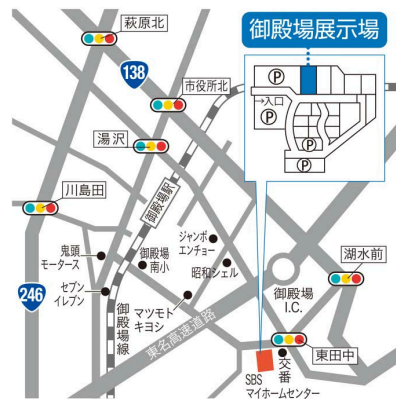 萩原北
御殿場展示場
138
P
P
市役所北
→入口
P
湯沢
P
P
御殿場駅
川島田
ジャンボ
エンチョー
鬼頭
モータース
御殿場
南小
昭和シェル
湖水前
246
セブン
イレブン
御殿場
I.C.
マツモト
キヨシ
御殿場線
東名高速道路
東田中
交番
SBS
マイホームセンター